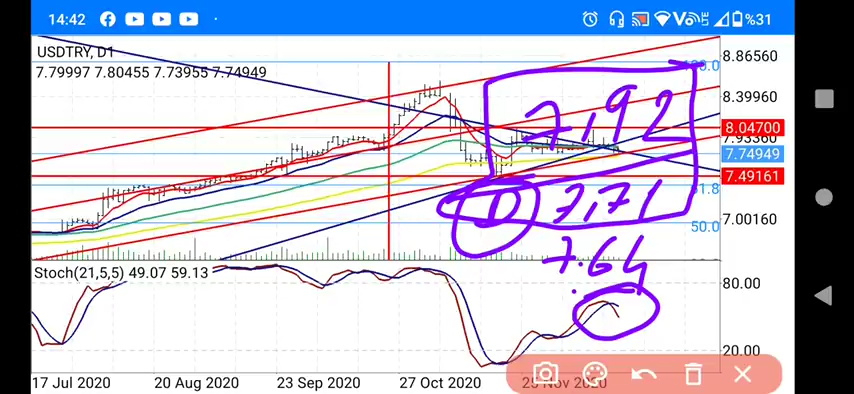 14:42
%31
USDTRY, D1
7.79997 7.80455 7.73955 7.74949
8.86560
8.39960
8.04700
7.74949
7.49161
7.00160
50.0
7,92
D 7,71
7.64
Stoch(21,5,5) 49.07 59.13
80.00
20.00
17 Jul 2020
20 Aug 2020
23 Sep 2020
27 Oct 2020